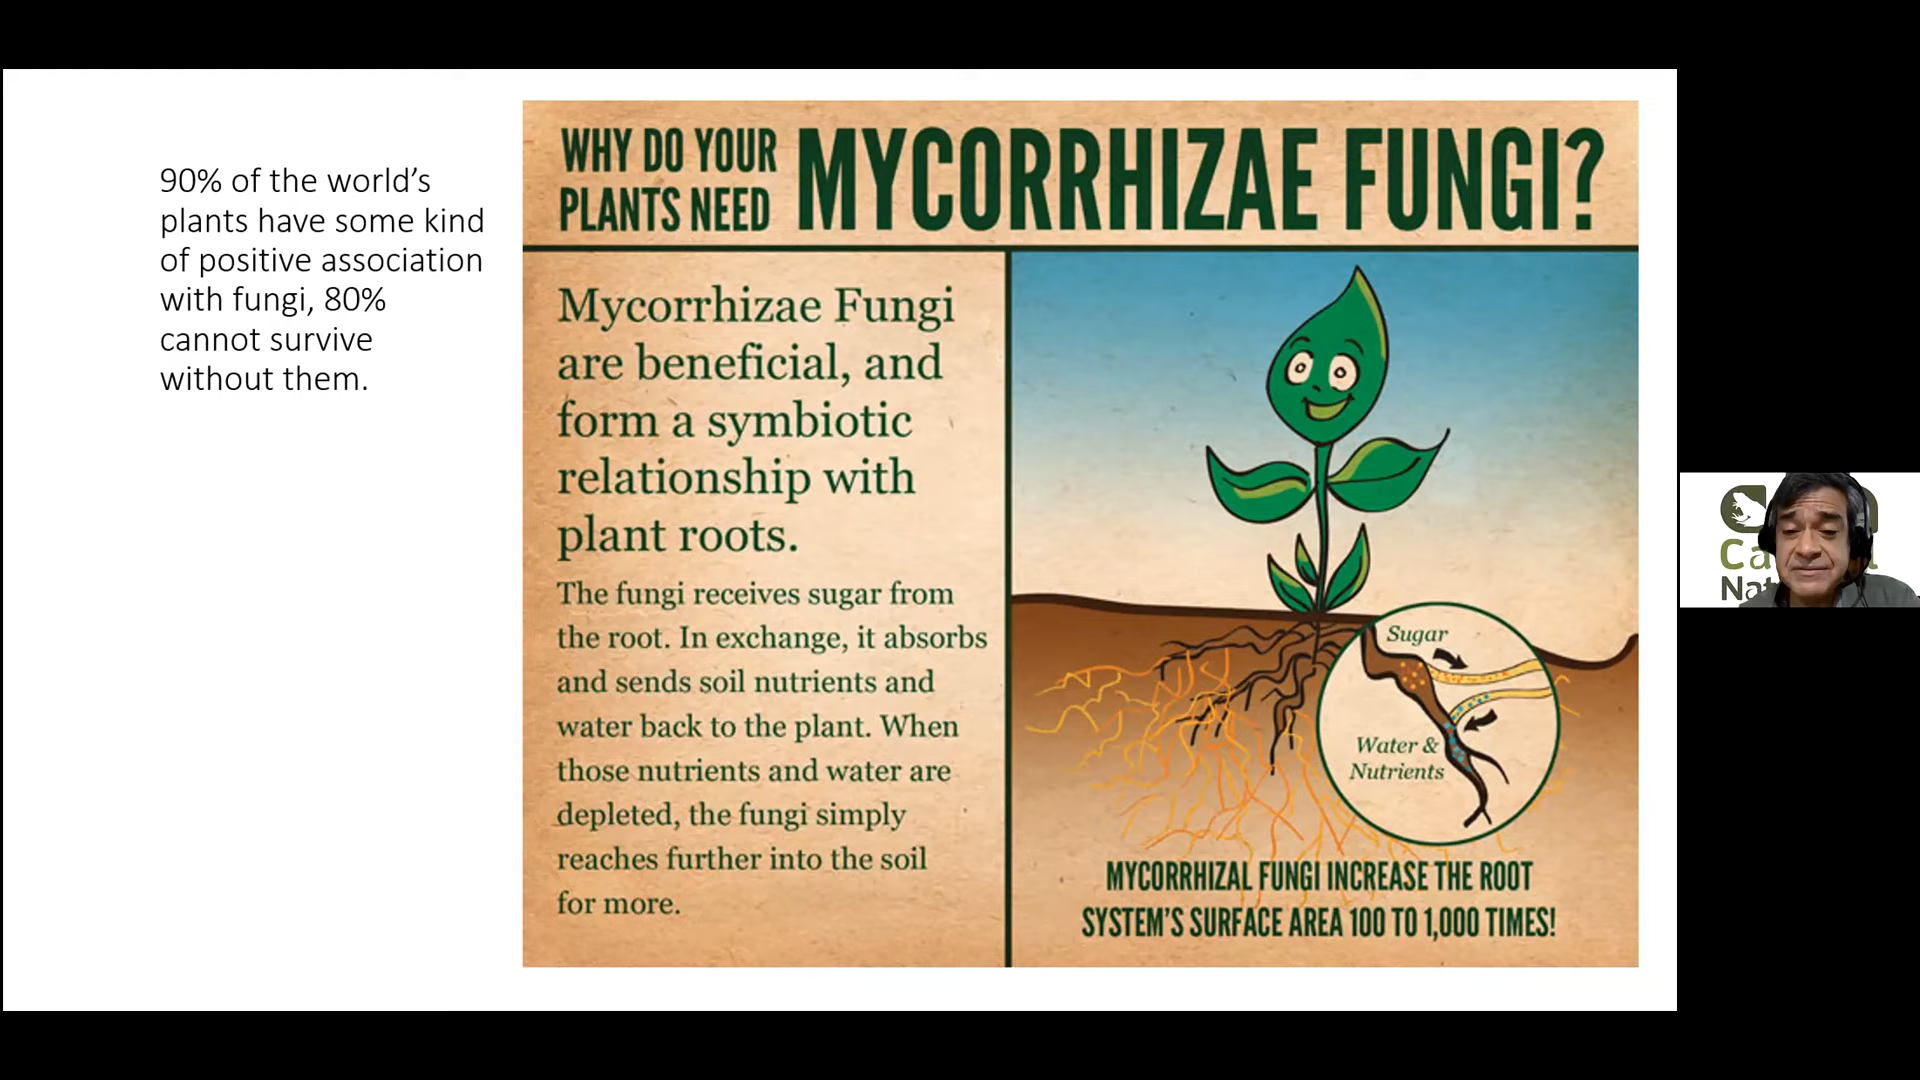 90% of the world’s
plants have some kind
of positive association
with fungi, 80%
cannot survive
without them.
WHY DO YOUR
PLANTS NEED
MYCORRHIZAE FUNGI?
Mycorrhizae Fungi
are beneficial, and
form a symbiotic
relationship with
plant roots.
The fungi receives sugar from
the root. In exchange, it absorbs
and sends soil nutrients and
water back to the plant. When
those nutrients and water are
depleted, the fungi simply
reaches further into the soil
for more.
Sugar
Water &
Nutrients
MYCORRHIZAL FUNGI INCREASE THE ROOT
SYSTEM’S SURFACE AREA 100 TO 1,000 TIMES!